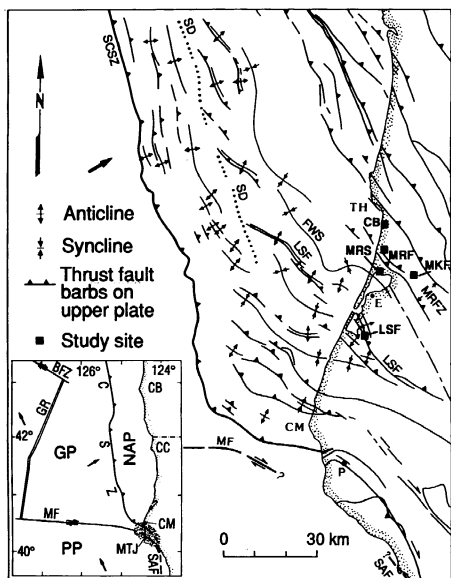 SCSZ
SD
N
SD
LSF
FWS
TH
CB
MRS
MRF
MKF
MRFZ
E
LSF
LSF
CM
MF
?
P
?
SAF
Anticline
Syncline
Thrust fault
barbs on
upper plate
Study site
126°
124°
BFZ
C
CB
GR
42°
S
NAP
CC
GP
Z
MF
CM
40°
PP
MTJ
SAF
0
30 km